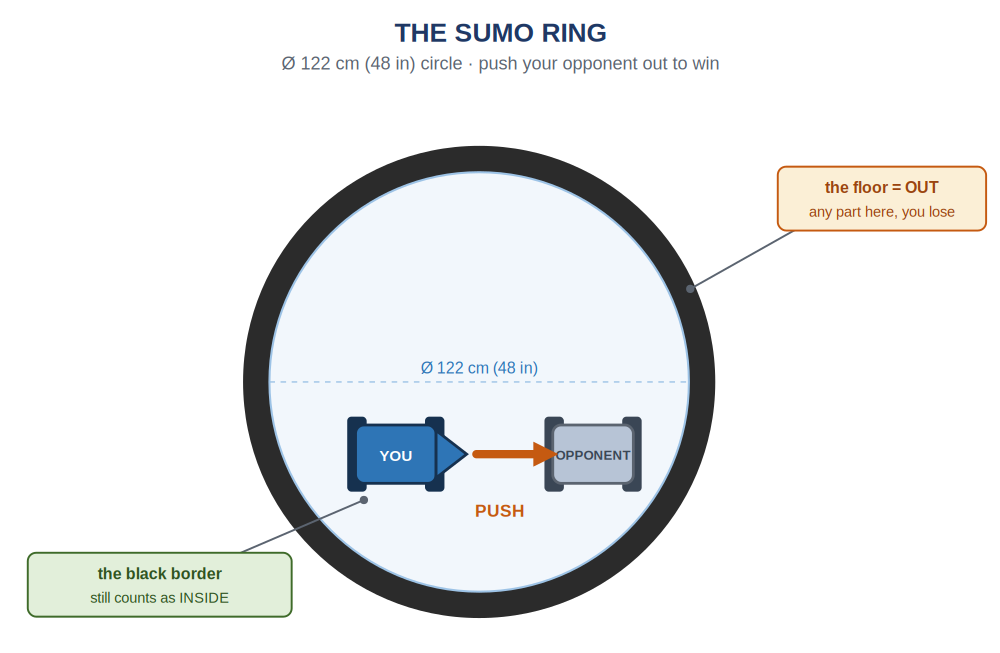 THE SUMO RING
Ø 122 cm (48 in) circle · push your opponent out to win
the floor = OUT
any part here, you lose
Ø 122 cm (48 in)
YOU
OPPONENT
PUSH
the black border
still counts as INSIDE